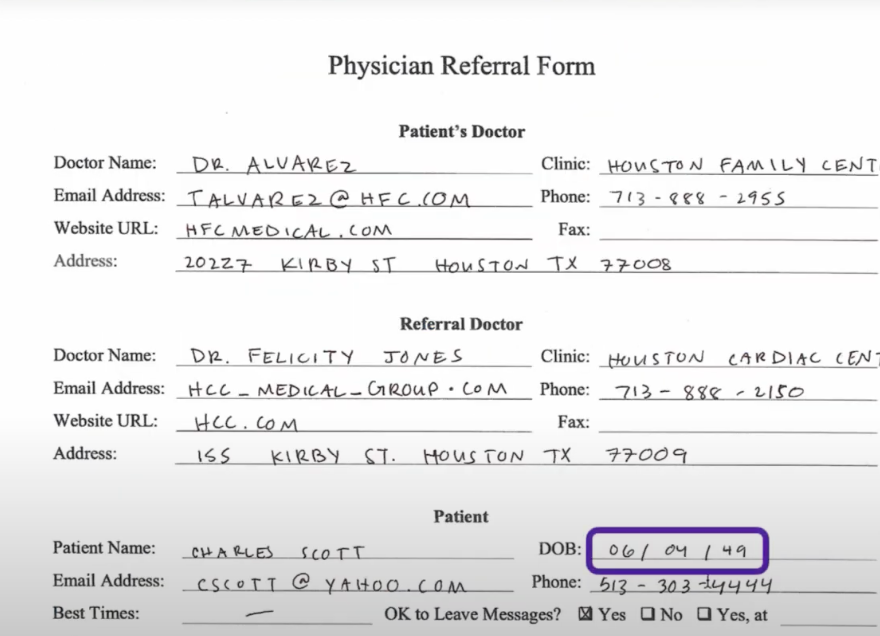 Physician Referral Form
Patient's Doctor
Doctor Name: DR. ALVAREZ Clinic: HOUSTON FAMILY CENT
Email Address: TALVAREZ@HFC.COM Phone: 713-888-2955
Website URL: HFCMEDICAL.COM Fax:
Address: 20227 KIRBY ST HOUSTON TX 77008
Referral Doctor
Doctor Name: DR. FELICITY JONES Clinic: HOUSTON CARDIAC CENT
Email Address: HCC_MEDICAL_GROUP.COM Phone: 713-888-2150
Website URL: HCC.COM Fax:
Address: 155 KIRBY ST. HOUSTON TX 77009
Patient
Patient Name: CHARLES SCOTT DOB: 06/04/49
Email Address: CSCOTT@YAHOO.COM Phone: 513-303-4444
Best Times: — OK to Leave Messages? ☒ Yes ☐ No ☐ Yes, at